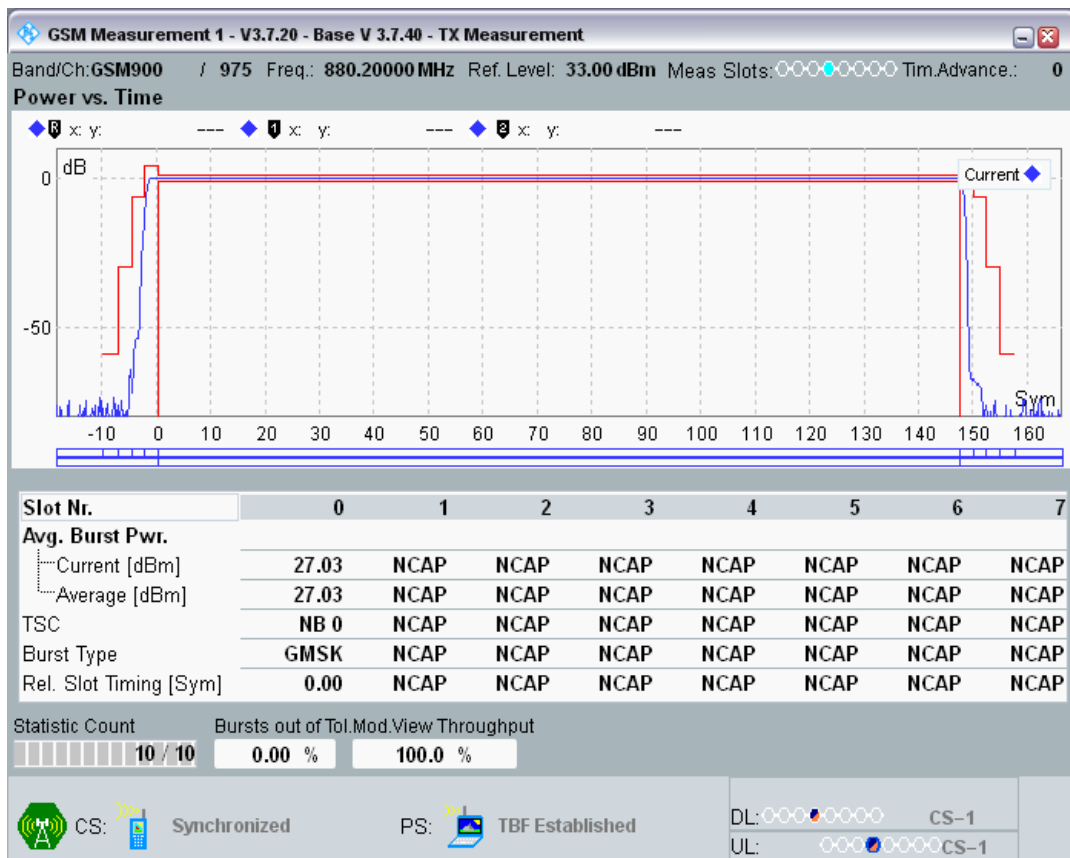 GSM Measurement 1 - V3.7.20 - Base V 3.7.40 - TX Measurement
Band/Ch:GSM900 / 975 Freq.: 880.20000 MHz Ref. Level: 33.00 dBm Meas Slots: Tim.Advance.: 0
Power vs. Time
R x: y: --- 1 x: y: --- 2 x: y: ---
dB
Current
0
-50
Sym
-10 0 10 20 30 40 50 60 70 80 90 100 110 120 130 140 150 160
Slot Nr. 0 1 2 3 4 5 6 7
Avg. Burst Pwr.
Current [dBm] 27.03 NCAP NCAP NCAP NCAP NCAP NCAP NCAP
Average [dBm] 27.03 NCAP NCAP NCAP NCAP NCAP NCAP NCAP
TSC NB 0 NCAP NCAP NCAP NCAP NCAP NCAP NCAP
Burst Type GMSK NCAP NCAP NCAP NCAP NCAP NCAP NCAP
Rel. Slot Timing [Sym] 0.00 NCAP NCAP NCAP NCAP NCAP NCAP NCAP
Statistic Count Bursts out of Tol.Mod.View Throughput
10 / 10 0.00 % 100.0 %
CS: Synchronized PS: TBF Established
DL: CS-1
UL: CS-1